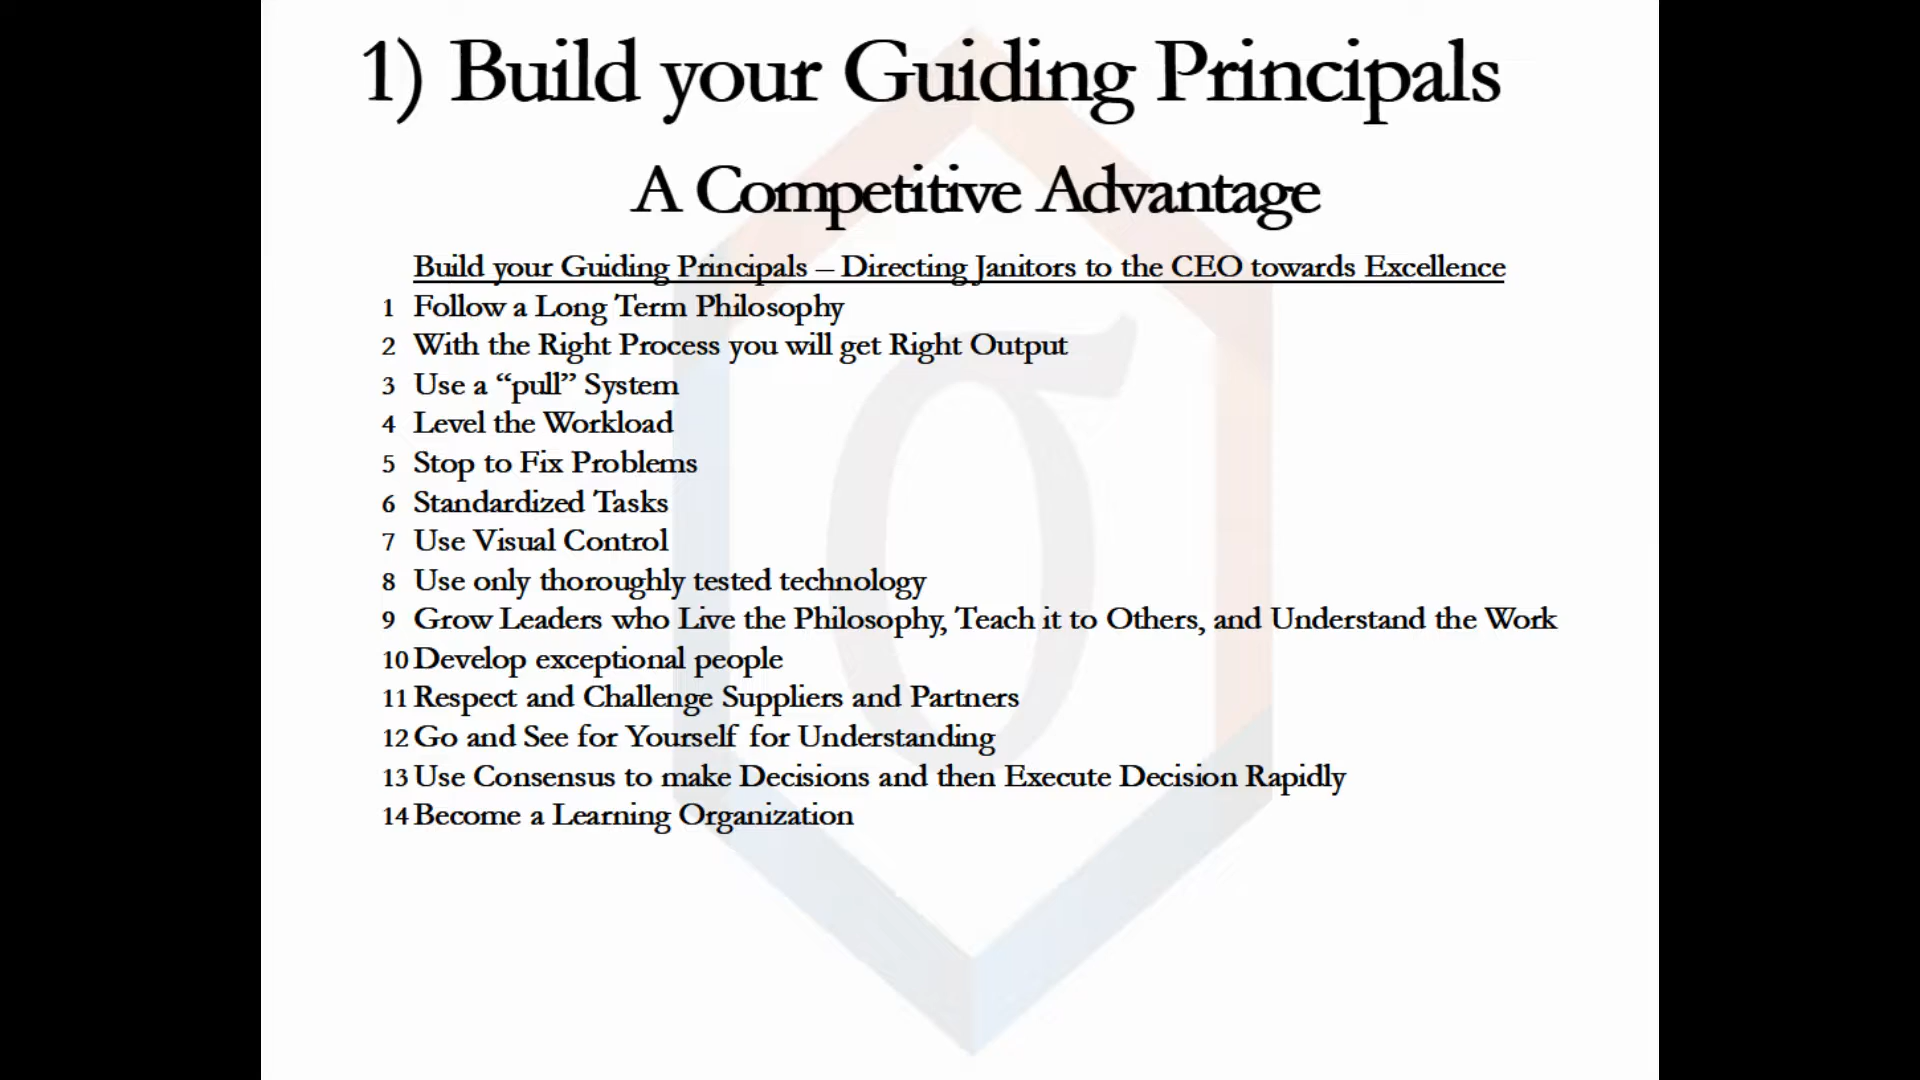 1) Build your Guiding Principals
A Competitive Advantage
Build your Guiding Principals – Directing Janitors to the CEO towards Excellence
1 Follow a Long Term Philosophy
2 With the Right Process you will get Right Output
3 Use a “pull” System
4 Level the Workload
5 Stop to Fix Problems
6 Standardized Tasks
7 Use Visual Control
8 Use only thoroughly tested technology
9 Grow Leaders who Live the Philosophy, Teach it to Others, and Understand the Work
10 Develop exceptional people
11 Respect and Challenge Suppliers and Partners
12 Go and See for Yourself for Understanding
13 Use Consensus to make Decisions and then Execute Decision Rapidly
14 Become a Learning Organization
σ